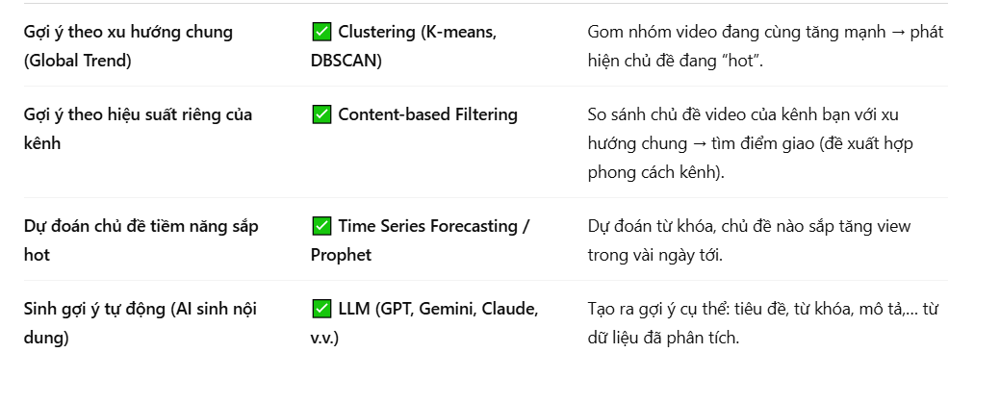 Gợi ý theo xu hướng chung
(Global Trend)
✅ Clustering (K-means,
DBSCAN)
Gom nhóm video đang cùng tăng mạnh → phát
hiện chủ đề đang “hot”.
Gợi ý theo hiệu suất riêng của
kênh
✅ Content-based Filtering
So sánh chủ đề video của kênh bạn với xu
hướng chung → tìm điểm giao (đề xuất hợp
phong cách kênh).
Dự đoán chủ đề tiềm năng sắp
hot
✅ Time Series Forecasting /
Prophet
Dự đoán từ khóa, chủ đề nào sắp tăng view
trong vài ngày tới.
Sinh gợi ý tự động (AI sinh nội
dung)
✅ LLM (GPT, Gemini, Claude,
v.v.)
Tạo ra gợi ý cụ thể: tiêu đề, từ khóa, mô tả,... từ
dữ liệu đã phân tích.